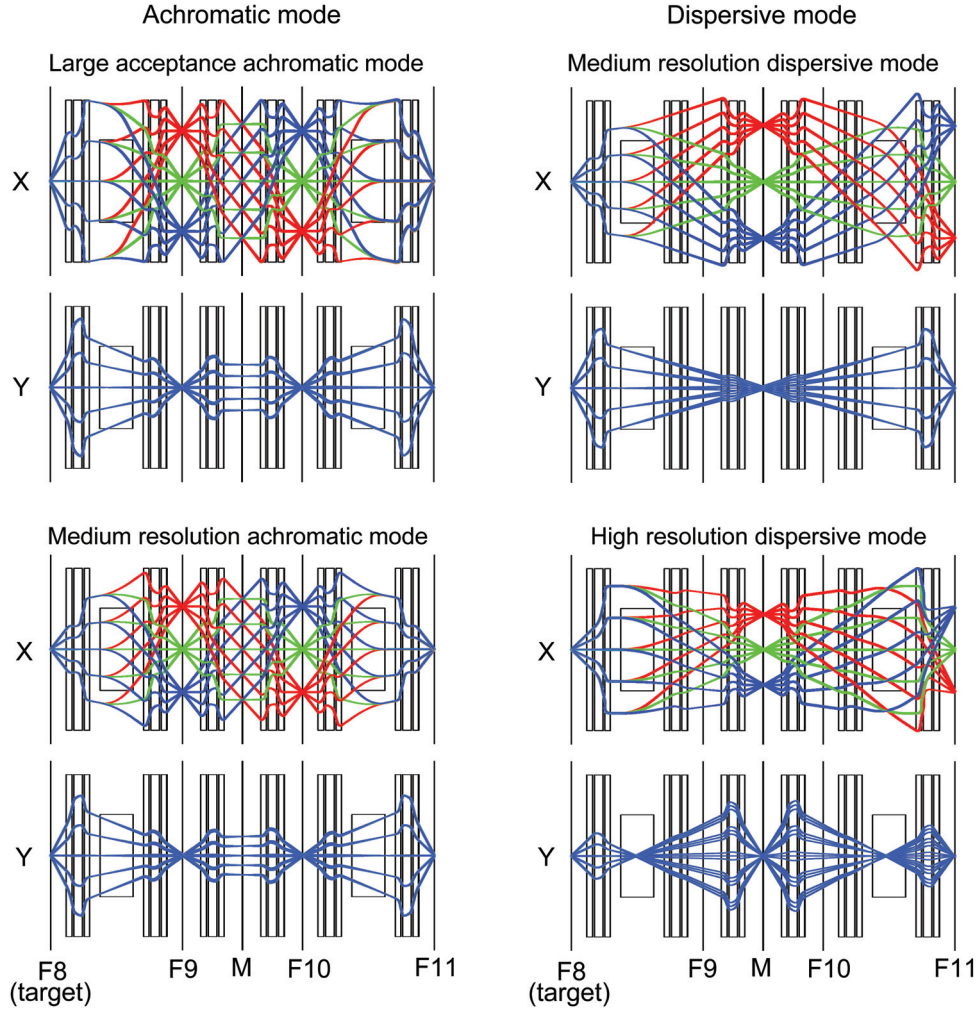 Achromatic mode
Dispersive mode
Large acceptance achromatic mode
Medium resolution dispersive mode
X
X
Y
Y
Medium resolution achromatic mode
High resolution dispersive mode
X
X
Y
Y
F8 F9 M F10 F11
(target)
F8 F9 M F10 F11
(target)